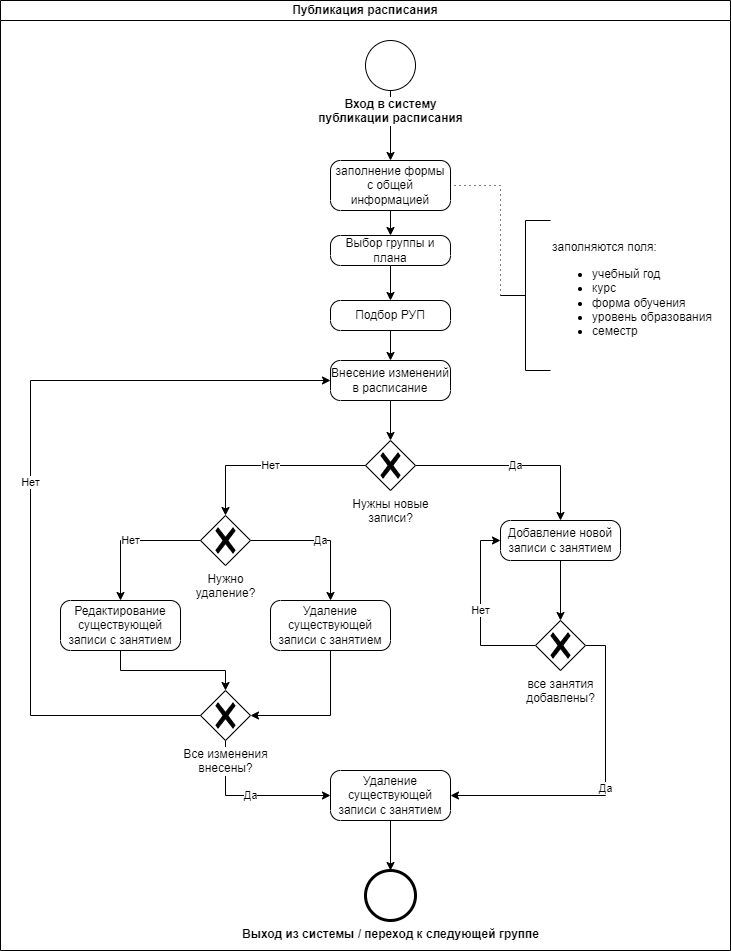 Публикация расписания
Вход в систему
публикации расписания
заполнение формы
с общей
информацией
Выбор группы и
плана
заполняются поля:
учебный год
курс
форма обучения
уровень образования
семестр
Подбор РУП
Внесение изменений
в расписание
Нет
Да
Нет
Нужны новые
записи?
Нет
Да
Добавление новой
записи с занятием
Нужно
удаление?
Редактирование
существующей
записи с занятием
Удаление
существующей
записи с занятием
Нет
все занятия
добавлены?
Все изменения
внесены?
Да
Да
Удаление
существующей
записи с занятием
Выход из системы / переход к следующей группе